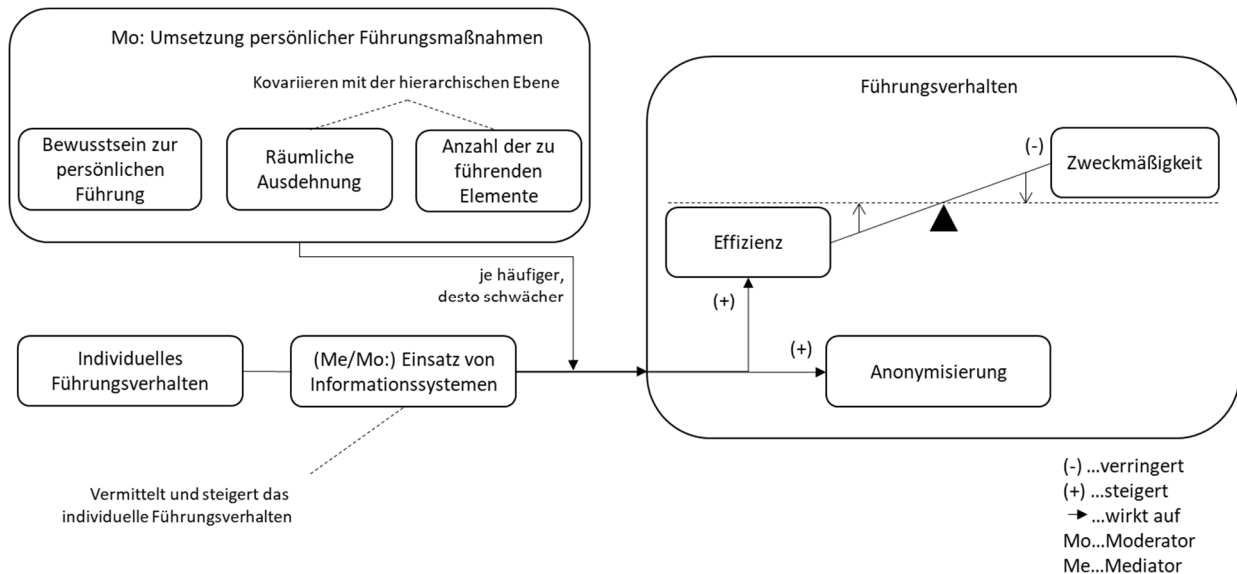 Mo: Umsetzung persönlicher Führungsmaßnahmen
Kovariieren mit der hierarchischen Ebene
Bewusstsein zur
persönlichen
Führung
Räumliche
Ausdehnung
Anzahl der zu
führenden
Elemente
je häufiger,
desto schwächer
Individuelles
Führungsverhalten
(Me/Mo:) Einsatz von
Informationssystemen
Vermittelt und steigert das
individuelle Führungsverhalten
Führungsverhalten
(-)
Zweckmäßigkeit
Effizienz
(+)
(+)
Anonymisierung
(-) ...verringert
(+) ...steigert
...wirkt auf
Mo...Moderator
Me...Mediator